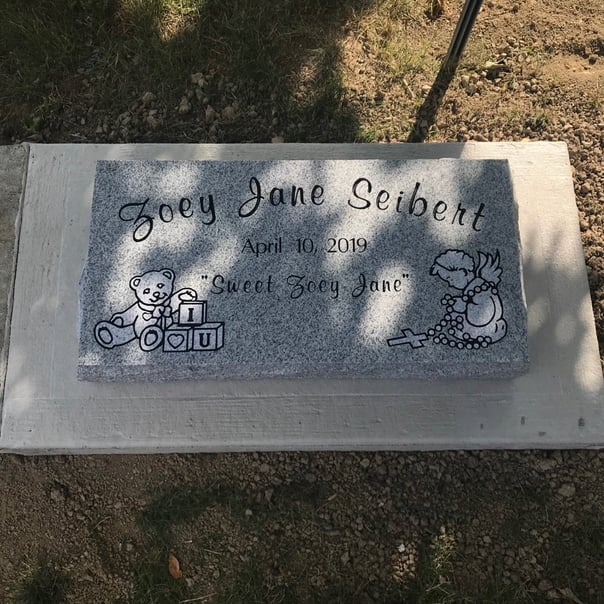 Zoey Jane Seibert
April 10, 2019
"Sweet Zoey Jane"
I
♡ U